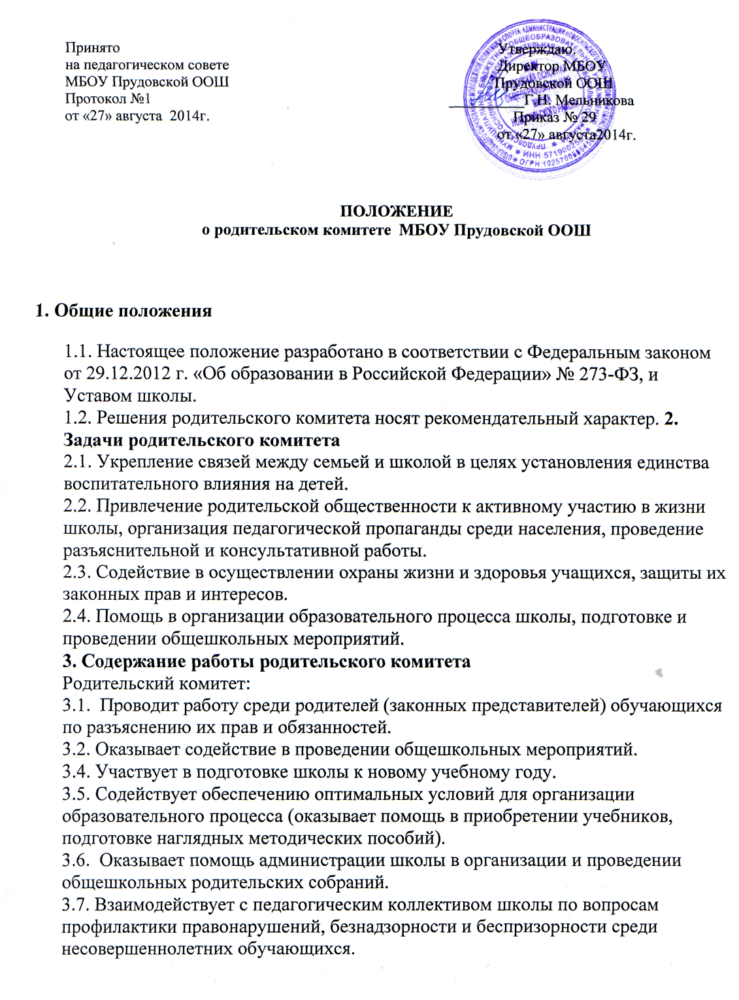 Принято
на педагогическом совете
МБОУ Прудовской ООШ
Протокол №1
от «27» августа 2014г.
Утверждаю.
Директор МБОУ
Прудовской ООШ
Г.Н. Мельникова
Приказ № 29
от «27» августа2014г.
ПОЛОЖЕНИЕ
о родительском комитете МБОУ Прудовской ООШ
1. Общие положения
1.1. Настоящее положение разработано в соответствии с Федеральным законом
от 29.12.2012 г. «Об образовании в Российской Федерации» № 273-ФЗ, и
Уставом школы.
1.2. Решения родительского комитета носят рекомендательный характер. 2.
Задачи родительского комитета
2.1. Укрепление связей между семьей и школой в целях установления единства
воспитательного влияния на детей.
2.2. Привлечение родительской общественности к активному участию в жизни
школы, организация педагогической пропаганды среди населения, проведение
разъяснительной и консультативной работы.
2.3. Содействие в осуществлении охраны жизни и здоровья учащихся, защиты их
законных прав и интересов.
2.4. Помощь в организации образовательного процесса школы, подготовке и
проведении общешкольных мероприятий.
3. Содержание работы родительского комитета
Родительский комитет:
3.1. Проводит работу среди родителей (законных представителей) обучающихся
по разъяснению их прав и обязанностей.
3.2. Оказывает содействие в проведении общешкольных мероприятий.
3.4. Участвует в подготовке школы к новому учебному году.
3.5. Содействует обеспечению оптимальных условий для организации
образовательного процесса (оказывает помощь в приобретении учебников,
подготовке наглядных методических пособий).
3.6. Оказывает помощь администрации школы в организации и проведении
общешкольных родительских собраний.
3.7. Взаимодействует с педагогическим коллективом школы по вопросам
профилактики правонарушений, безнадзорности и беспризорности среди
несовершеннолетних обучающихся.